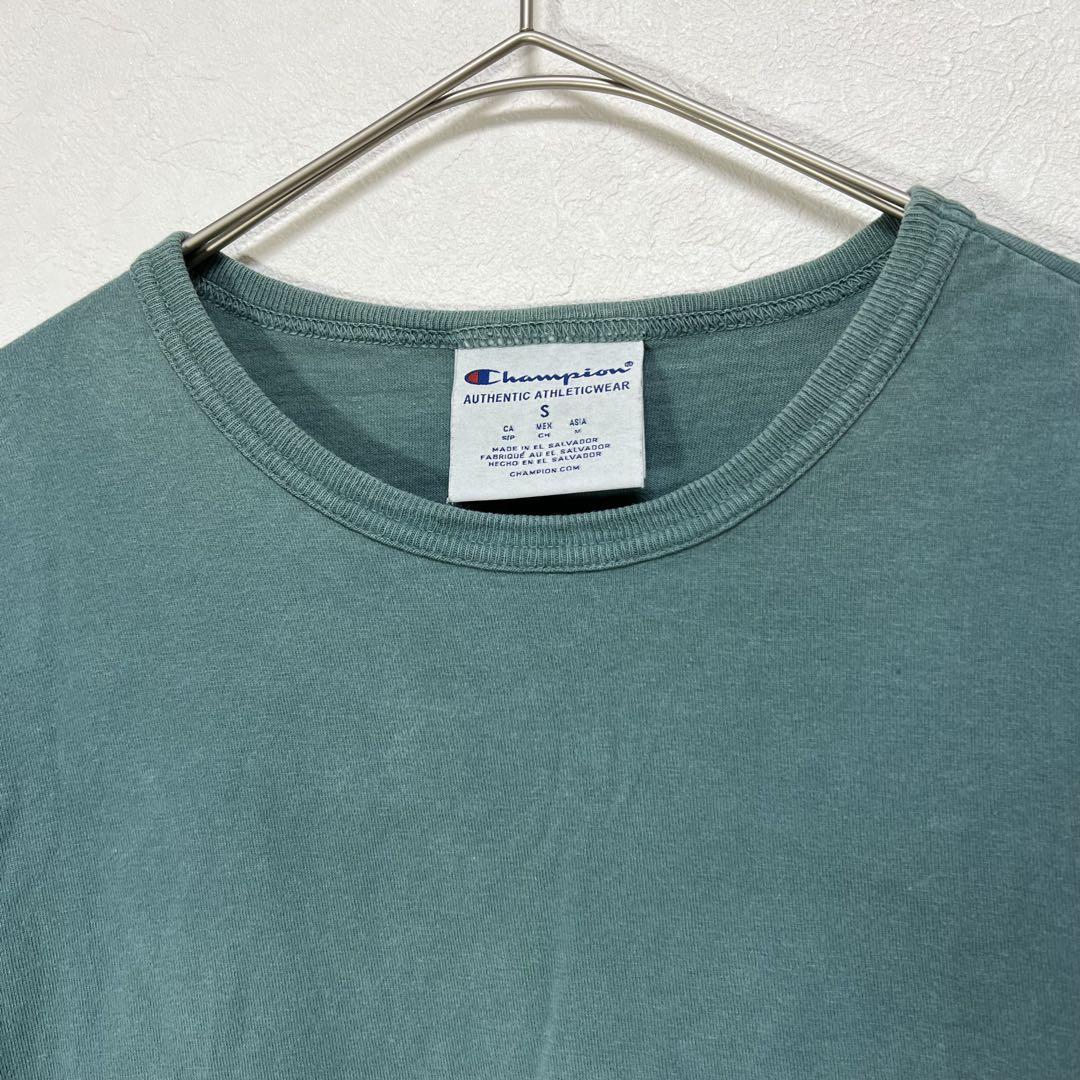 Champion®
AUTHENTIC ATHLETICWEAR
S
CA MEX ASIA
S/P CH M
MADE IN EL SALVADOR
FABRIQUÉ AU EL SALVADOR
HECHO EN EL SALVADOR
CHAMPION.COM